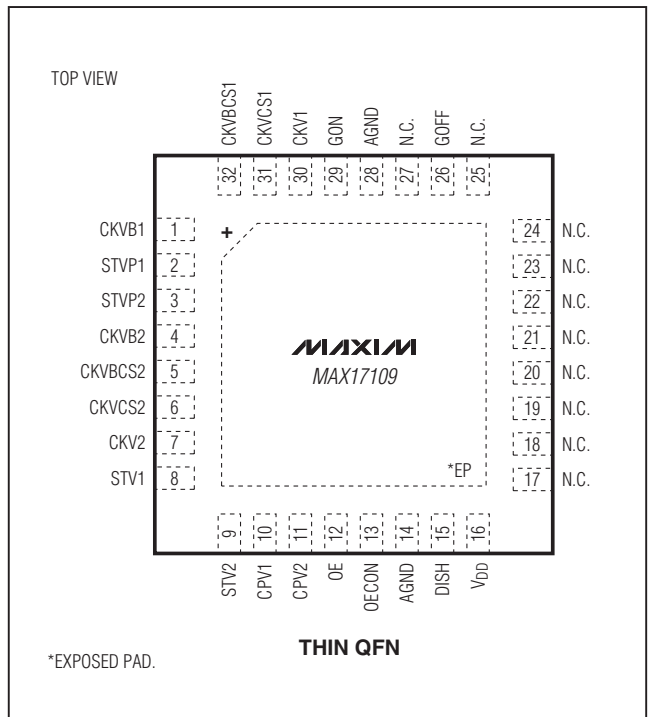 TOP VIEW
CKVBCS1
CKVCS1
CKV1
GON
AGND
N.C.
GOFF
N.C.
32 31 30 29 28 27 26 25
CKVB1 1 + 24 N.C.
STVP1 2 23 N.C.
STVP2 3 22 N.C.
CKVB2 4 21 N.C.
MAXIM
CKVBCS2 5 MAX17109 20 N.C.
CKVCS2 6 19 N.C.
CKV2 7 18 N.C.
STV1 8 *EP 17 N.C.
9 10 11 12 13 14 15 16
STV2
CPV1
CPV2
OE
OECON
AGND
DISH
VDD
THIN QFN
*EXPOSED PAD.